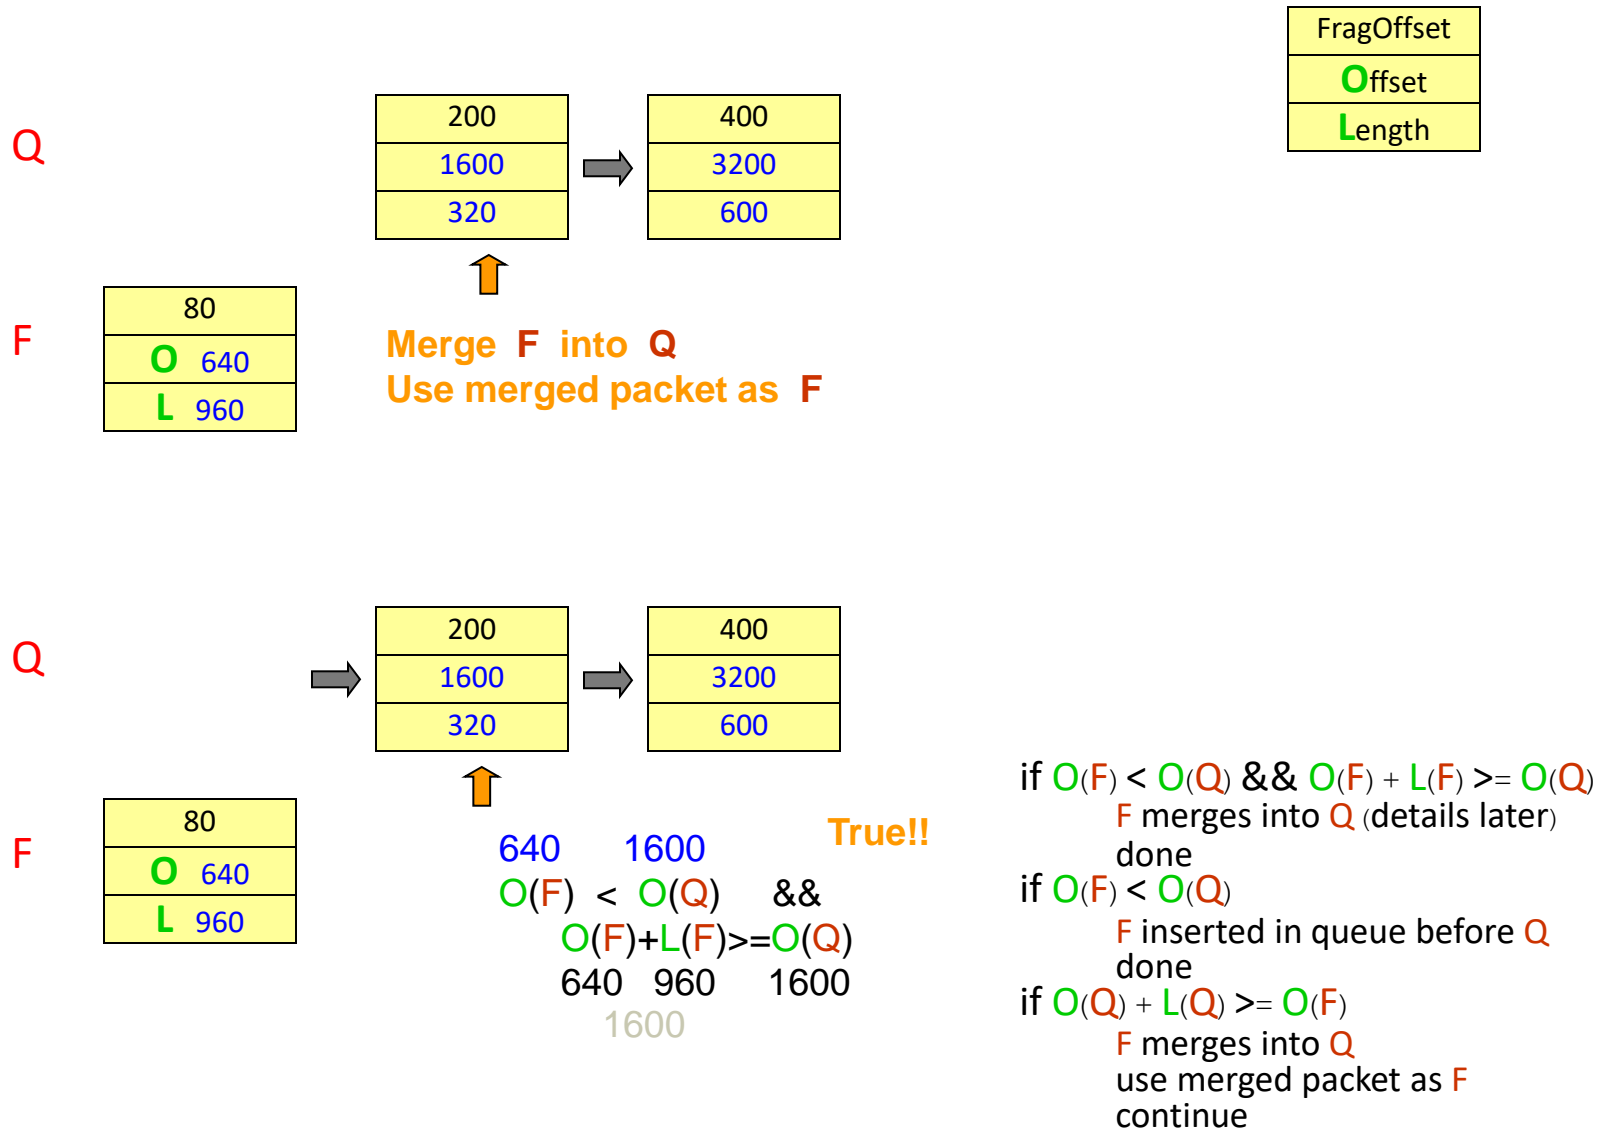 FragOffset
Offset
Length
Q
200
1600
320
400
3200
600
F
80
O 640
L 960
Merge F into Q
Use merged packet as F
Q
200
1600
320
400
3200
600
F
80
O 640
L 960
True!!
640 1600
O(F) < O(Q) &&
O(F)+L(F)>=O(Q)
640 960 1600
1600
if O(F) < O(Q) && O(F) + L(F) >= O(Q)
F merges into Q (details later)
done
if O(F) < O(Q)
F inserted in queue before Q
done
if O(Q) + L(Q) >= O(F)
F merges into Q
use merged packet as F
continue